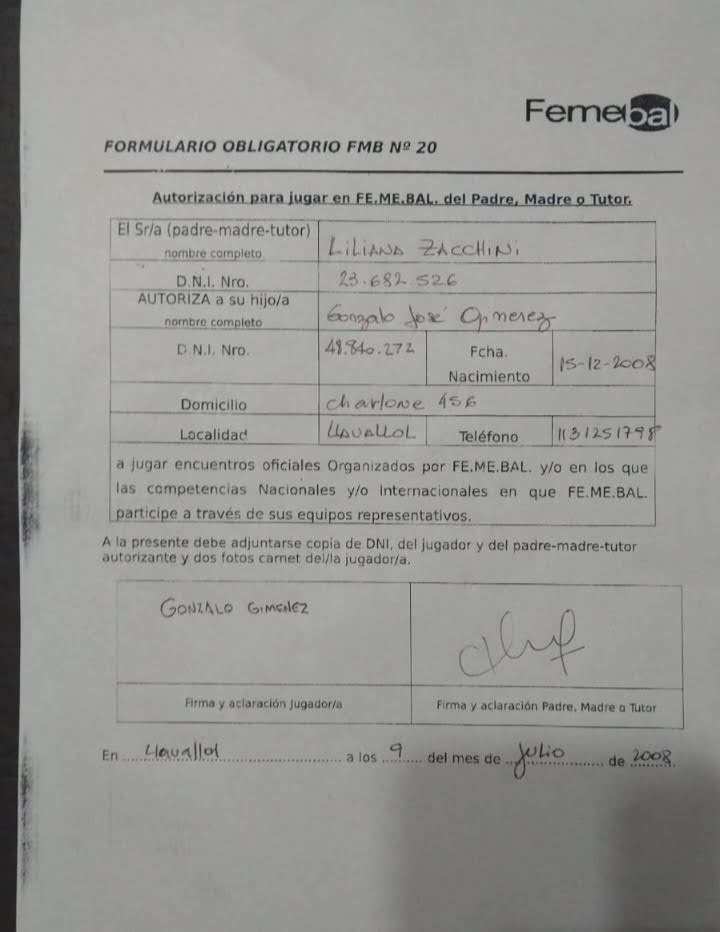 Femebal
FORMULARIO OBLIGATORIO FMB Nº 20
Autorización para jugar en FE.ME.BAL. del Padre, Madre o Tutor.
El Sr/a (padre-madre-tutor)
nombre completo
LiLiANA ZACCHiNi
D.N.I. Nro.
23.682.526
AUTORIZA a su hijo/a
nombre completo
Gonzalo José Gimenez
D.N.I. Nro.
49.840.272
Fcha.
Nacimiento
15-12-2008
Domicilio
charlone 456
Localidad
LLAVALLOL
Teléfono
1131251798
a jugar encuentros oficiales Organizados por FE.ME.BAL. y/o en los que
las competencias Nacionales y/o Internacionales en que FE.ME.BAL.
participe a través de sus equipos representativos.
A la presente debe adjuntarse copia de DNI, del jugador y del padre-madre-tutor
autorizante y dos fotos carnet del/la jugador/a.
GONZALO GIMENEZ
Firma y aclaración Jugador/a
Firma y aclaración Padre, Madre o Tutor
En Llavallol a los 9 del mes de Julio de 2008